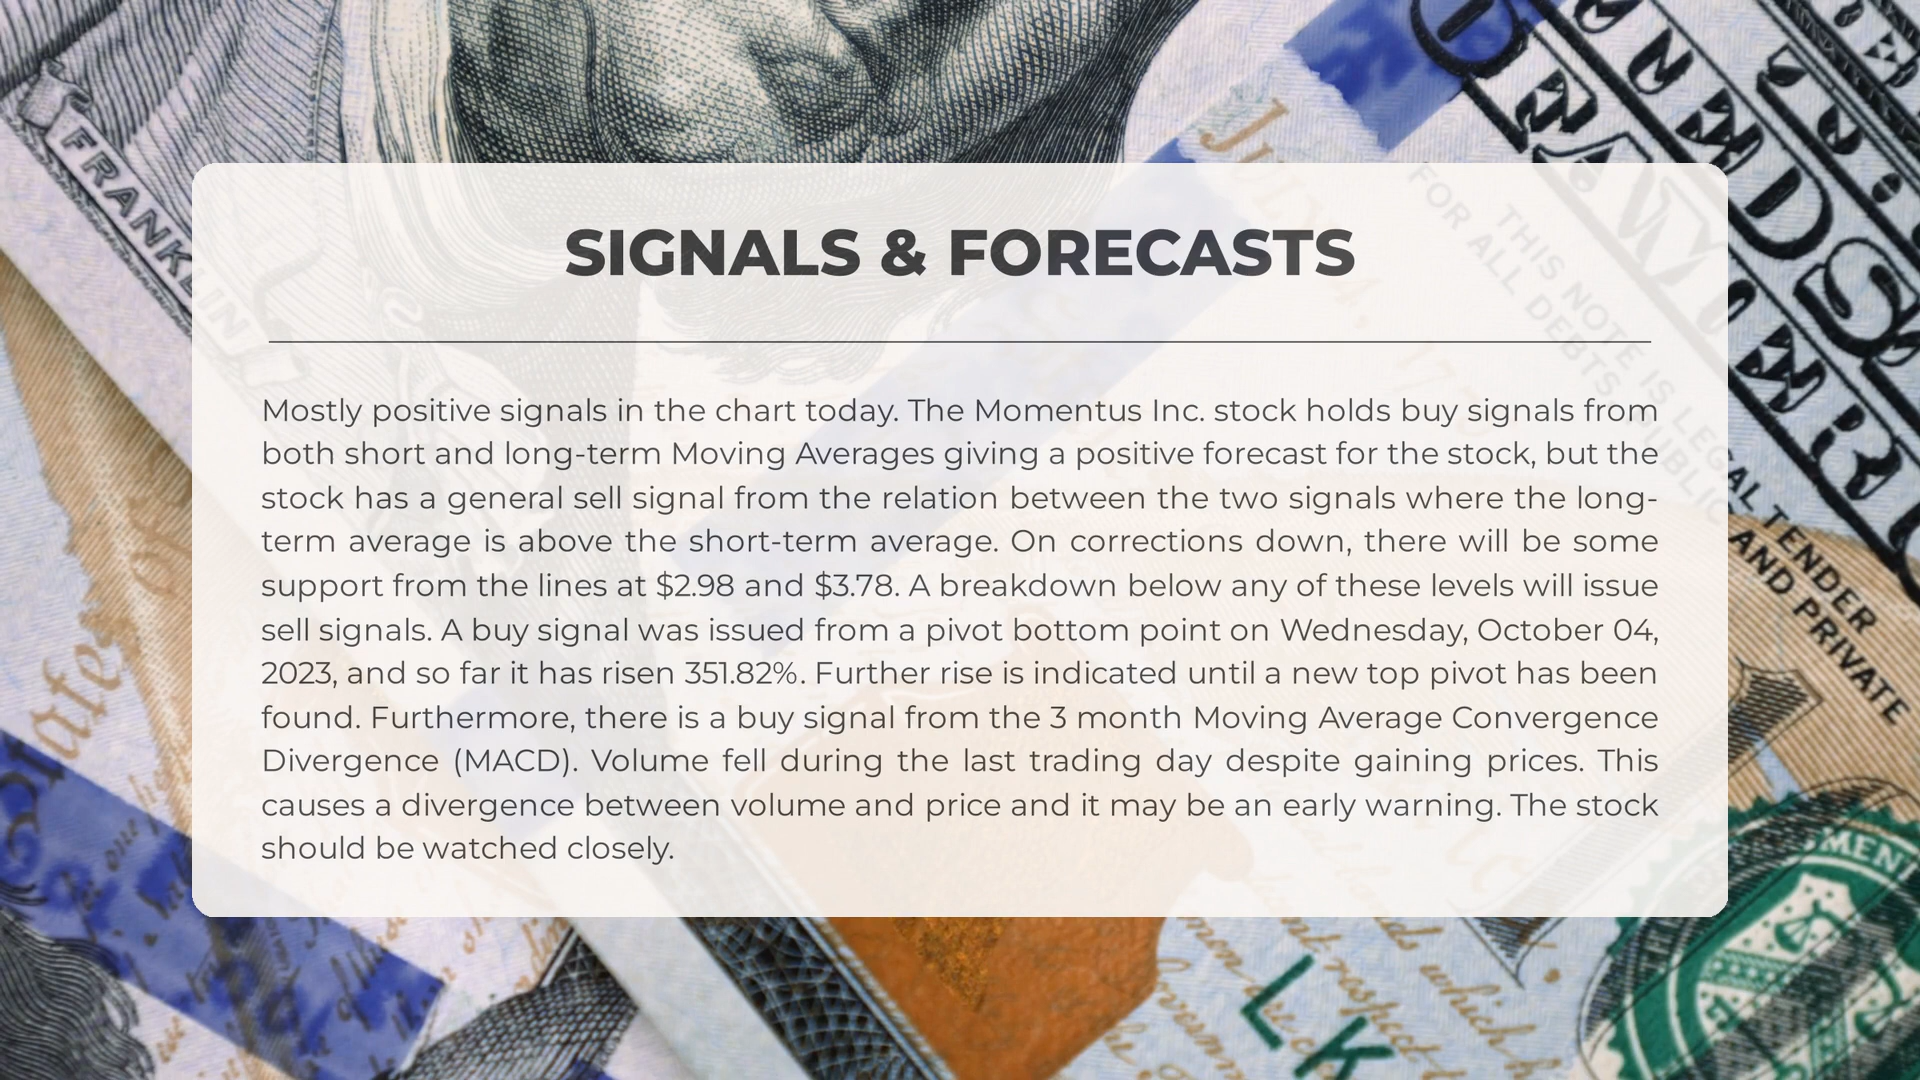 FRANKLIN
JULY 4, 177
THIS NOTE IS LEGAL TENDER
FOR ALL DEBTS, PUBLIC AND PRIVATE
SIGNALS & FORECASTS
Mostly positive signals in the chart today. The Momentus Inc. stock holds buy signals from
both short and long-term Moving Averages giving a positive forecast for the stock, but the
stock has a general sell signal from the relation between the two signals where the long-
term average is above the short-term average. On corrections down, there will be some
support from the lines at $2.98 and $3.78. A breakdown below any of these levels will issue
sell signals. A buy signal was issued from a pivot bottom point on Wednesday, October 04,
2023, and so far it has risen 351.82%. Further rise is indicated until a new top pivot has been
found. Furthermore, there is a buy signal from the 3 month Moving Average Convergence
Divergence (MACD). Volume fell during the last trading day despite gaining prices. This
causes a divergence between volume and price and it may be an early warning. The stock
should be watched closely.
LK